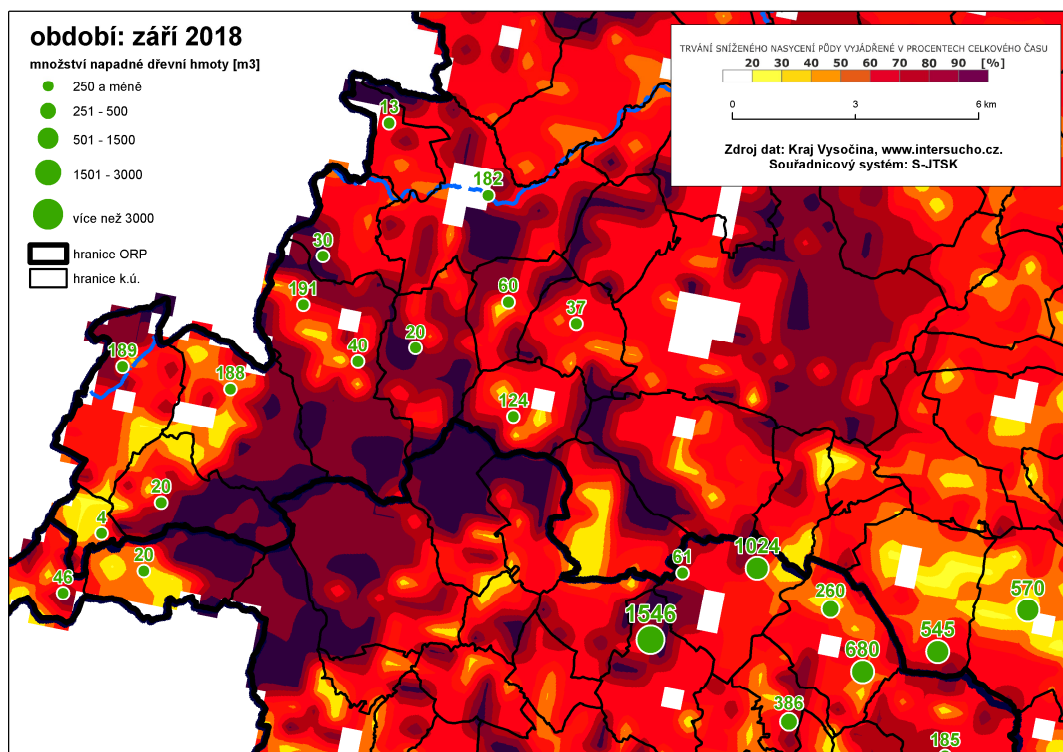 období: září 2018
množství napadné dřevní hmoty [m3]
250 a méně
251 - 500
501 - 1500
1501 - 3000
více než 3000
hranicc ORP
hranice k.ú.
TRVÁNÍ SNÍŽENÉHO NASYCENÍ PŮDY VYJÁDŘENÉ V PROCENTECH CELKOVÉHO ČASU
20 30 40 50 60 70 80 90 [%]
0 3 6 km
Zdroj dat: Kraj Vysočina, www.intersucho.cz.
Souřadnicový systém: S-JTSK
13
182
30
191
60
37
20
40
189
188
124
20
4
20
46
61
1024
260
570
1546
545
680
386
185